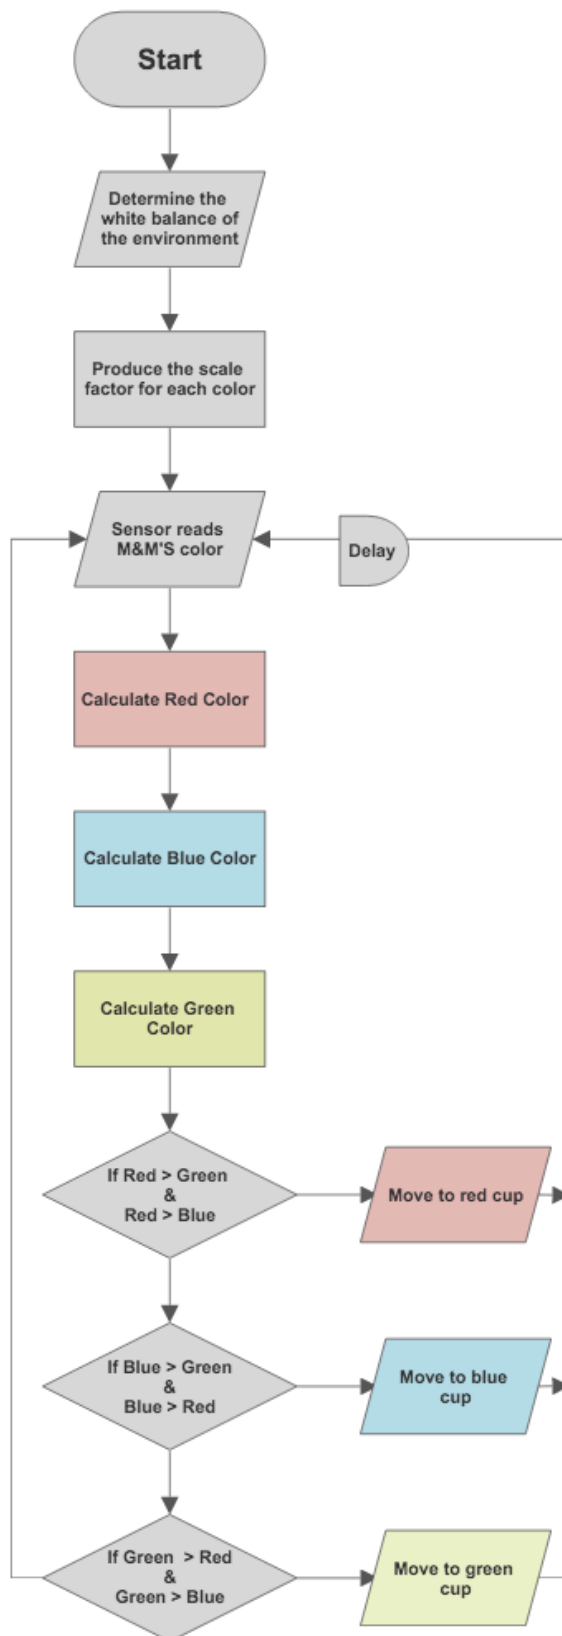 Start
Determine the
white balance of
the environment
Produce the scale
factor for each color
Sensor reads
M&M'S color
Delay
Calculate Red Color
Calculate Blue Color
Calculate Green
Color
If Red > Green
&
Red > Blue
Move to red cup
If Blue > Green
&
Blue > Red
Move to blue
cup
If Green > Red
&
Green > Blue
Move to green
cup